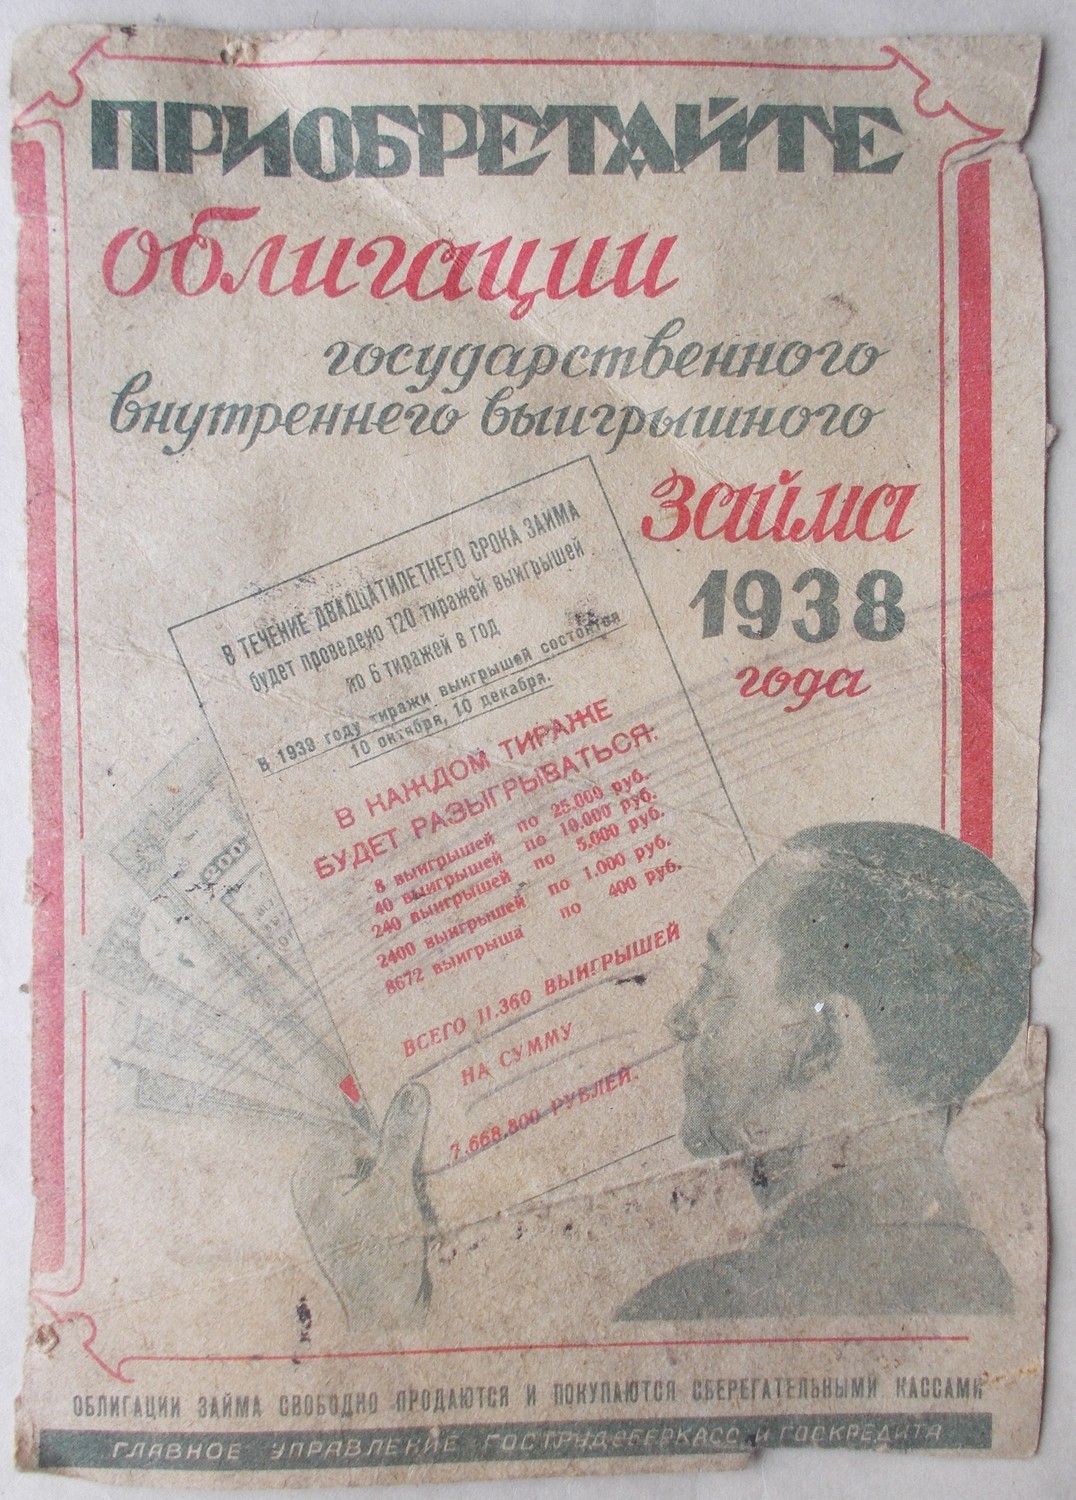 ПРИОБРЕТАЙТЕ
облигации
государственного
внутреннего выигрышного
займа
1938
года
В ТЕЧЕНИЕ ДВАДЦАТИЛЕТНЕГО СРОКА ЗАЙМА
будет проведено 120 тиражей выигрышей
по 6 тиражей в год
В 1939 году тиражи выигрышей состоятся
10 октября, 10 декабря.
В КАЖДОМ ТИРАЖЕ
БУДЕТ РАЗЫГРЫВАТЬСЯ:
8 выигрышей по 25.000 руб.
40 выигрышей по 10.000 руб.
240 выигрышей по 5.000 руб.
2400 выигрышей по 1.000 руб.
8672 выигрыша по 400 руб.
ВСЕГО 11.360 ВЫИГРЫШЕЙ
НА СУММУ
7.668.800 РУБЛЕЙ.
ОБЛИГАЦИИ ЗАЙМА СВОБОДНО ПРОДАЮТСЯ И ПОКУПАЮТСЯ СБЕРЕГАТЕЛЬНЫМИ КАССАМИ
ГЛАВНОЕ УПРАВЛЕНИЕ ГОСТРУДСБЕРКАСС И ГОСКРЕДИТА